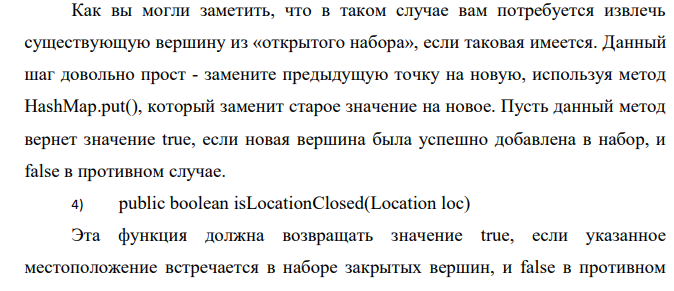 Как вы могли заметить, что в таком случае вам потребуется извлечь
существующую вершину из «открытого набора», если таковая имеется. Данный
шаг довольно прост - замените предыдущую точку на новую, используя метод
HashMap.put(), который заменит старое значение на новое. Пусть данный метод
вернет значение true, если новая вершина была успешно добавлена в набор, и
false в противном случае.
4) public boolean isLocationClosed(Location loc)
Эта функция должна возвращать значение true, если указанное
местоположение встречается в наборе закрытых вершин, и false в противном